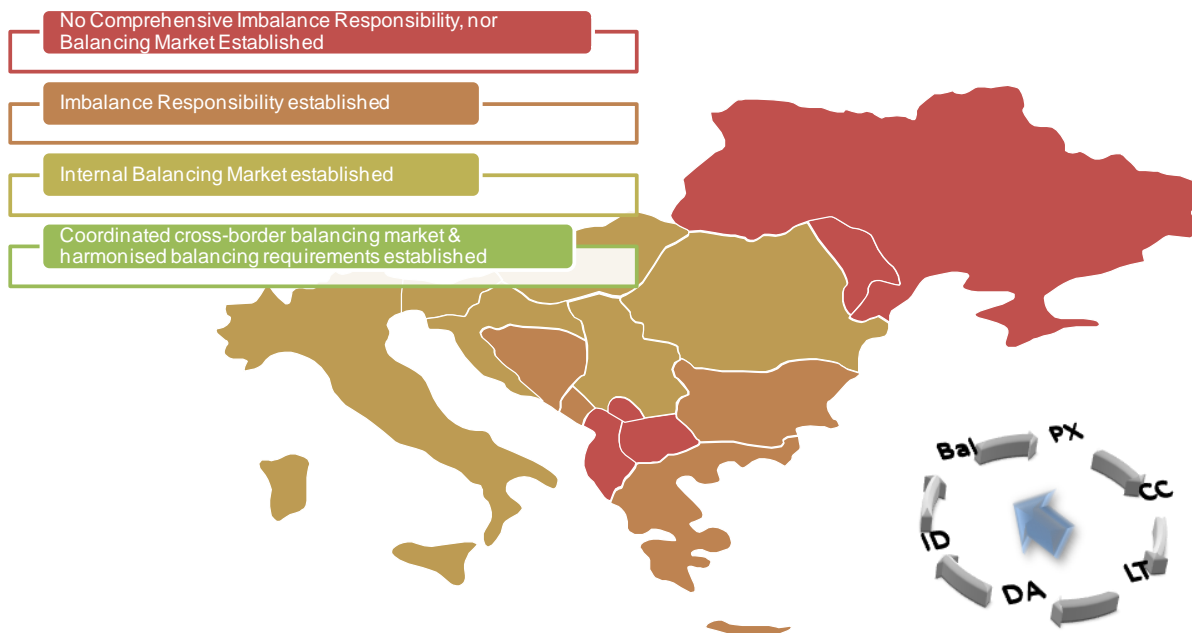 No Comprehensive Imbalance Responsibility, nor
Balancing Market Established
Imbalance Responsibility established
Internal Balancing Market established
Coordinated cross-border balancing market &
harmonised balancing requirements established
Bal
PX
CC
ID
LT
DA